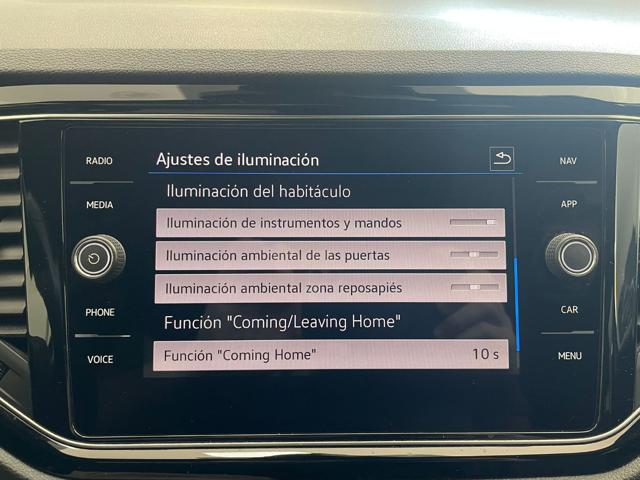 RADIO
MEDIA
PHONE
VOICE
Ajustes de iluminación
Iluminación del habitáculo
Iluminación de instrumentos y mandos
Iluminación ambiental de las puertas
Iluminación ambiental zona reposapiés
Función "Coming/Leaving Home"
Función "Coming Home" 10 s
NAV
APP
CAR
MENU